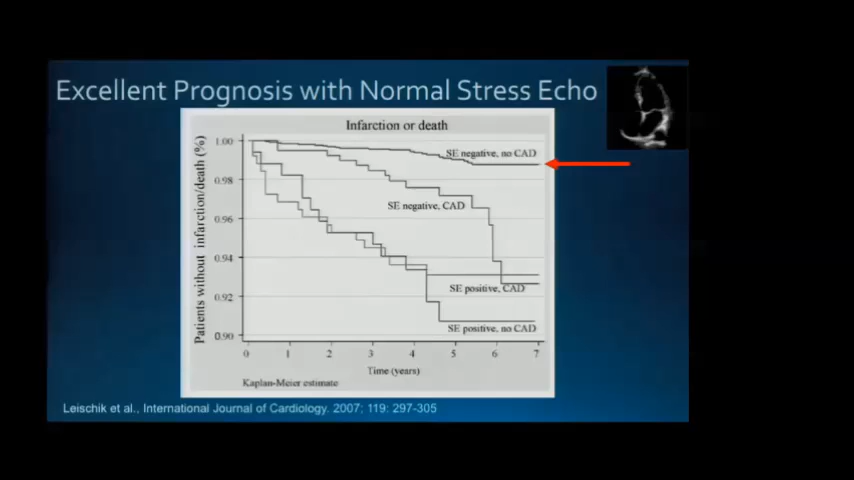 Excellent Prognosis with Normal Stress Echo
Infarction or death
Patients without infarction/death (%)
1.00
0.98
0.96
0.94
0.92
0.90
SE negative, no CAD
SE negative, CAD
SE positive, CAD
SE positive, no CAD
0 1 2 3 4 5 6 7
Time (years)
Kaplan-Meier estimate
Leischik et al., International Journal of Cardiology. 2007; 119: 297-305